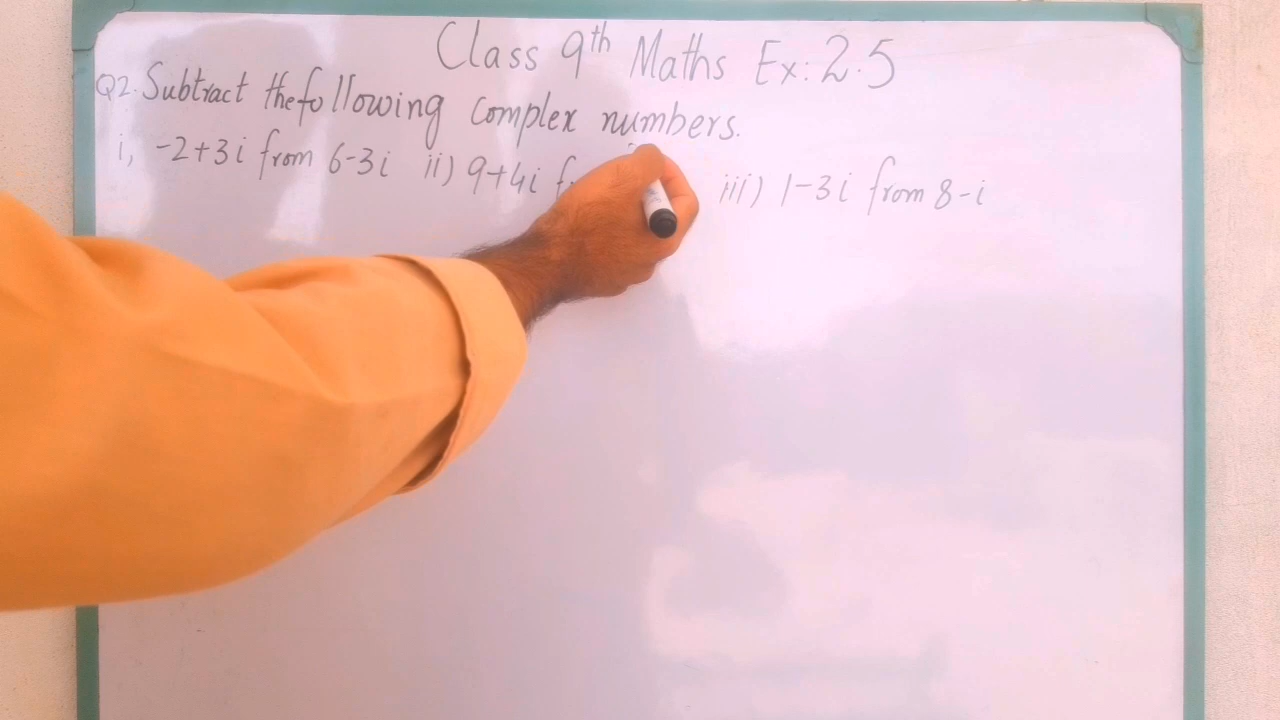 Class 9th Maths Ex: 2.5
Q2. Subtract the following complex numbers.
i, -2+3i from 6-3i ii) 9+4i iii) 1-3i from 8-i